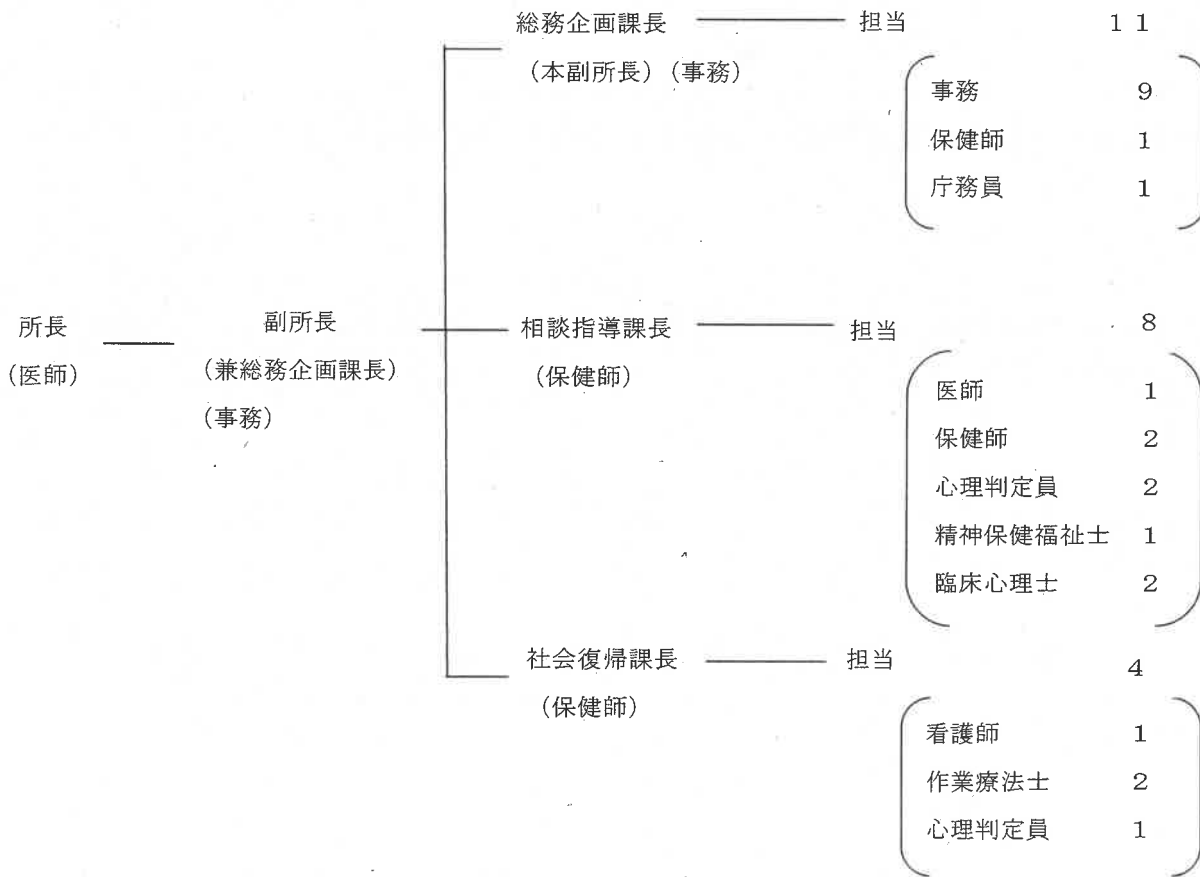 総務企画課長 担当 11
(本副所長)(事務)
事務 9
保健師 1
庁務員 1
所長 副所長 相談指導課長 担当 8
(医師) (兼総務企画課長) (保健師)
(事務)
医師 1
保健師 2
心理判定員 2
精神保健福祉士 1
臨床心理士 2
社会復帰課長 担当 4
(保健師)
看護師 1
作業療法士 2
心理判定員 1